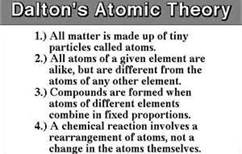 Dalton's Atomic Theory
1.) All matter is made up of tiny
particles called atoms.
2.) All atoms of a given element are
alike, but are different from the
atoms of any other element.
3.) Compounds are formed when
atoms of different elements
combine in fixed proportions.
4.) A chemical reaction involves a
rearrangement of atoms, not a
change in the atoms themselves.